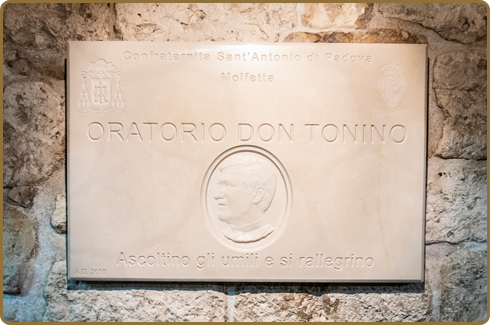 Confraternita Sant'Antonio di Padova
Molfetta
ORATORIO DON TONINO
Ascoltino gli umili e si rallegrino